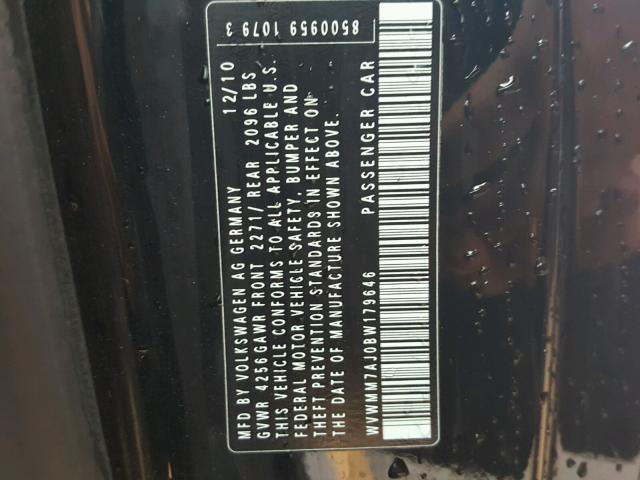 8500959 1079 3
MFD BY VOLKSWAGEN AG GERMANY 12/10
GVWR 4256 GAWR FRONT 2271/ REAR 2096 LBS
THIS VEHICLE CONFORMS TO ALL APPLICABLE U.S.
FEDERAL MOTOR VEHICLE SAFETY, BUMPER AND
THEFT PREVENTION STANDARDS IN EFFECT ON
THE DATE OF MANUFACTURE SHOWN ABOVE.
WVWMM7AJ0BW179646 PASSENGER CAR